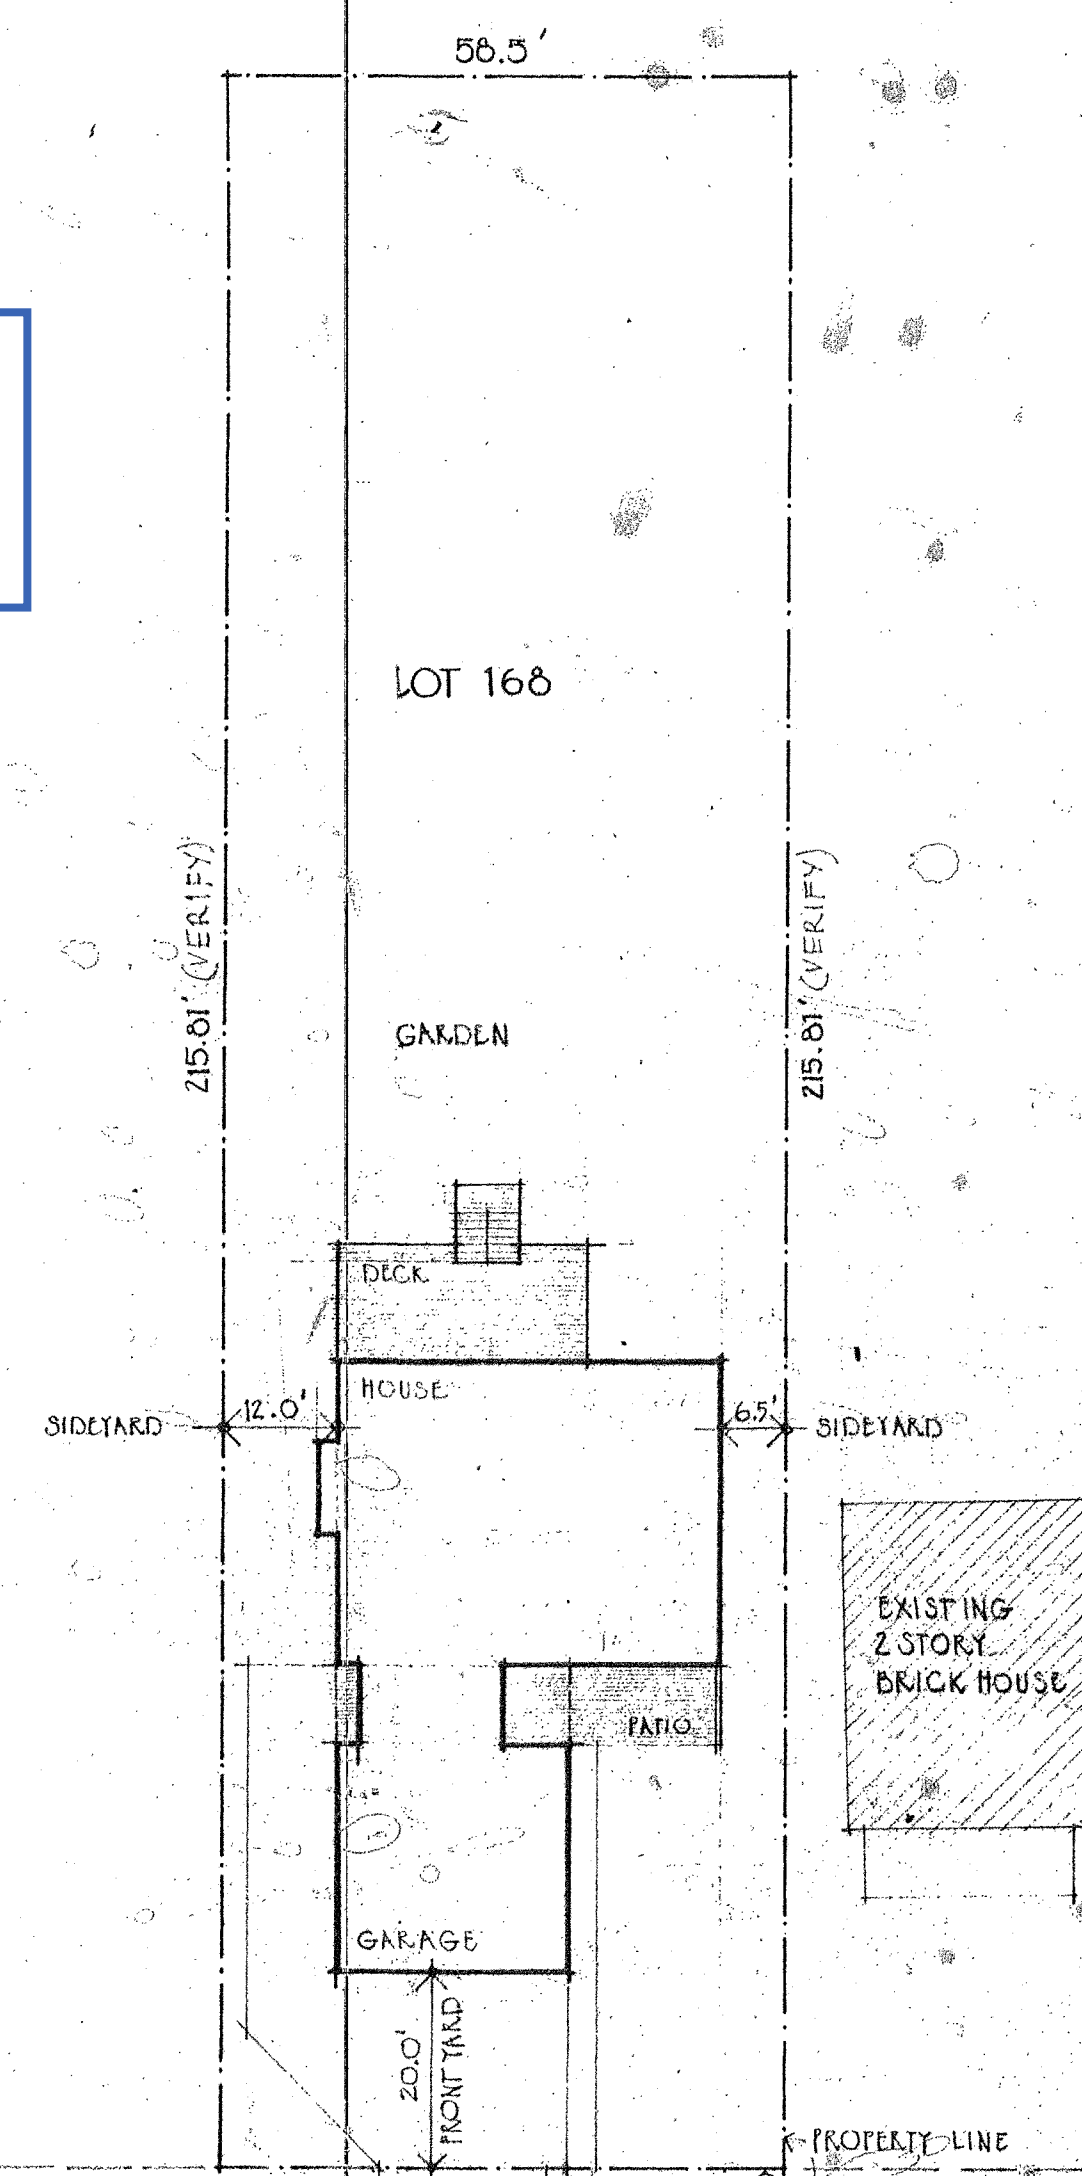 58.5'
LOT 168
215.81' (VERIFY)
215.81' (VERIFY)
GARDEN
DECK
HOUSE
SIDEYARD
12.0'
6.5'
SIDEYARD
EXISTING
2 STORY
BRICK HOUSE
PATIO
GARAGE
20.0'
FRONT YARD
PROPERTY LINE